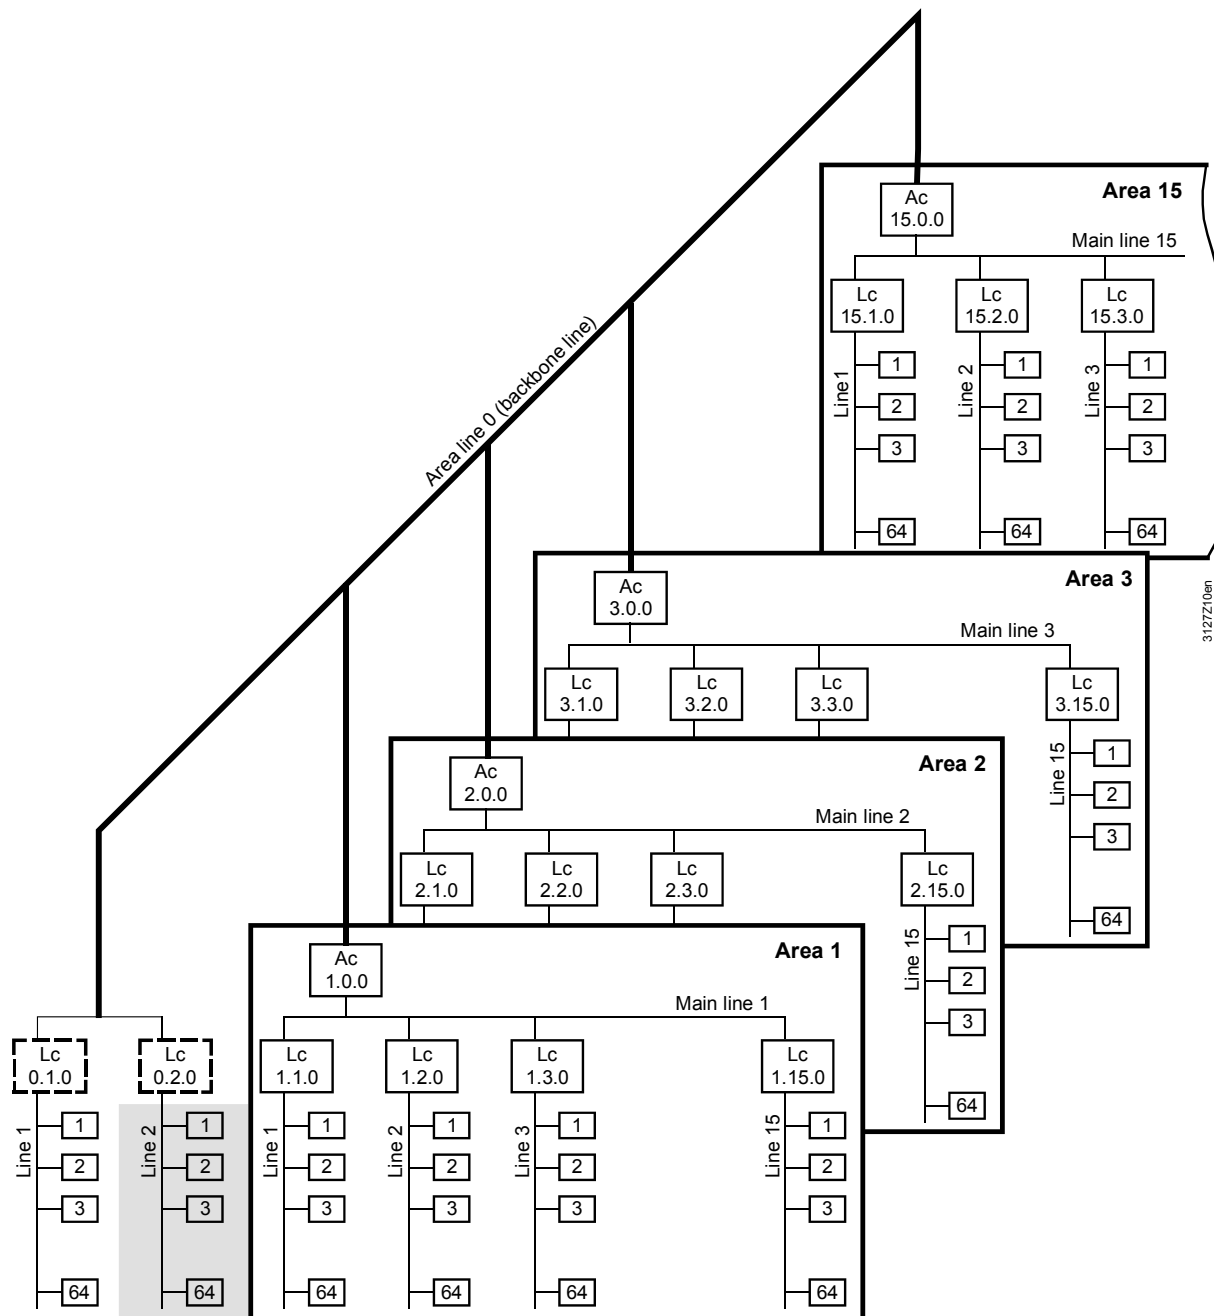 Area 15
Ac
15.0.0
Main line 15
Lc
15.1.0
Lc
15.2.0
Lc
15.3.0
Line1
1
2
3
64
Line 2
1
2
3
64
Line 3
1
2
3
64
Area line 0 (backbone line)
3127Z10en
Area 3
Ac
3.0.0
Main line 3
Lc
3.1.0
Lc
3.2.0
Lc
3.3.0
Lc
3.15.0
Line 15
1
2
3
64
Area 2
Ac
2.0.0
Main line 2
Lc
2.1.0
Lc
2.2.0
Lc
2.3.0
Lc
2.15.0
Line 15
1
2
3
64
Area 1
Ac
1.0.0
Main line 1
Lc
0.1.0
Lc
0.2.0
Lc
1.1.0
Lc
1.2.0
Lc
1.3.0
Lc
1.15.0
Line 1
1
2
3
64
Line 2
1
2
3
64
Line 1
1
2
3
64
Line 2
1
2
3
64
Line 3
1
2
3
64
Line 15
1
2
3
64